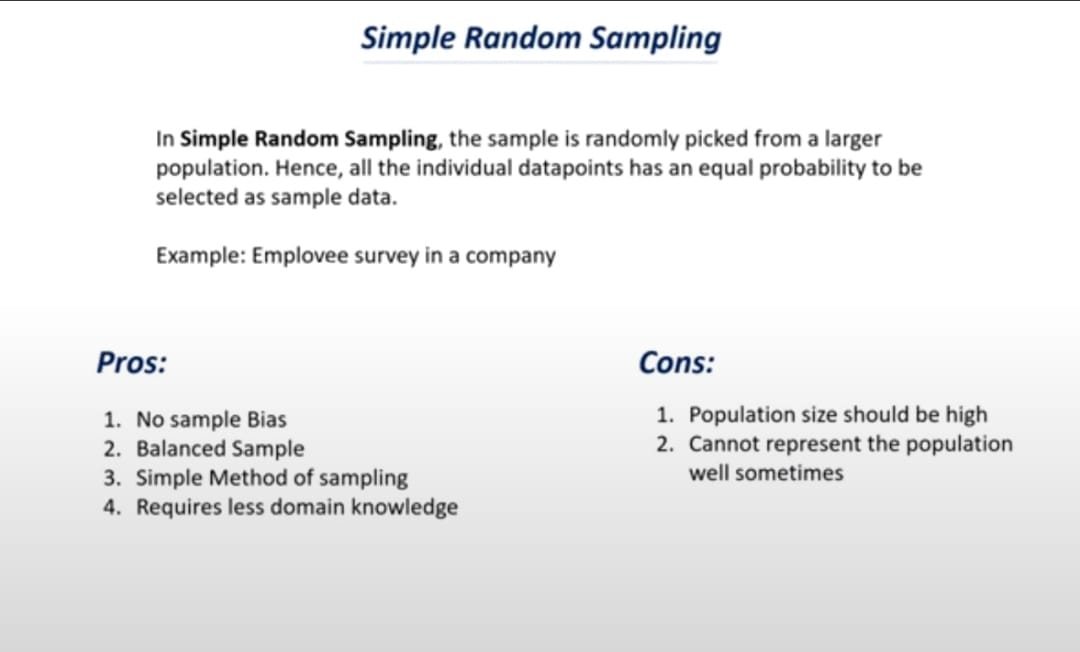 Simple Random Sampling
In Simple Random Sampling, the sample is randomly picked from a larger
population. Hence, all the individual datapoints has an equal probability to be
selected as sample data.
Example: Emplovee survey in a company
Pros:
1. No sample Bias
2. Balanced Sample
3. Simple Method of sampling
4. Requires less domain knowledge
Cons:
1. Population size should be high
2. Cannot represent the population
well sometimes